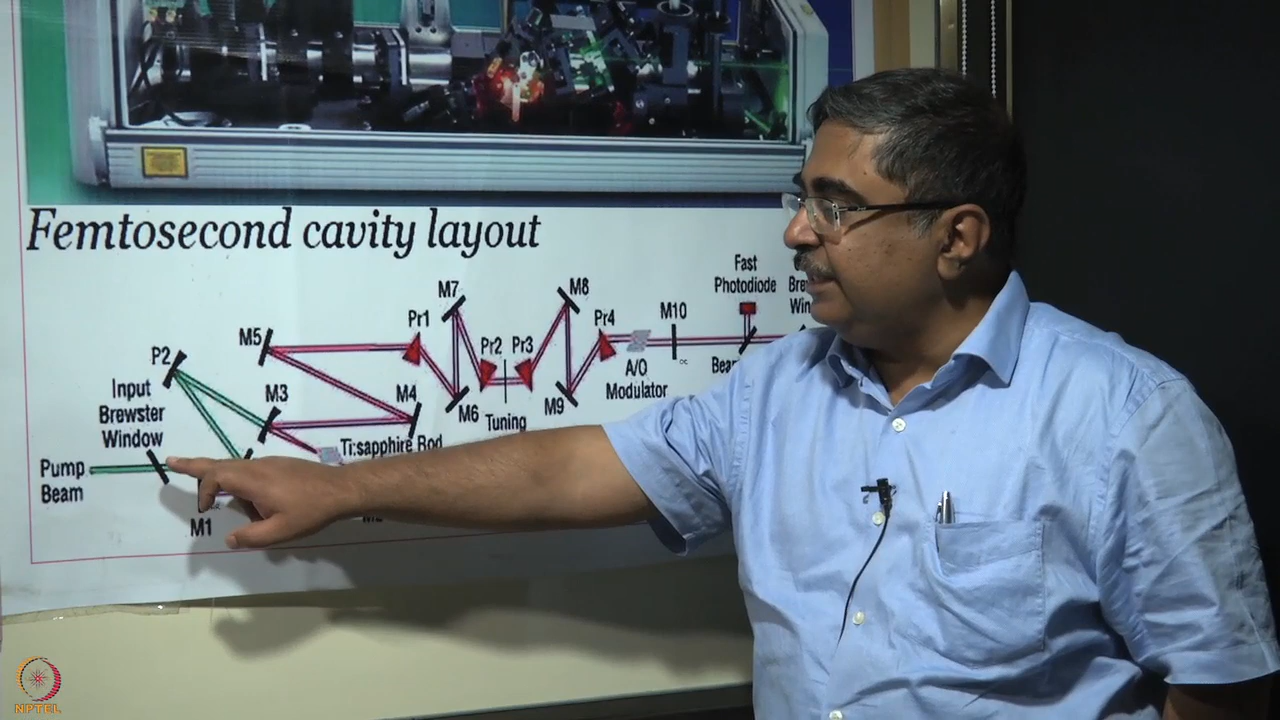 Femtosecond cavity layout
Fast
Photodiode
M7
M8
M10
Pr1
Pr4
M5
Pr2
Pr3
P2
A/O
Modulator
Input
Brewster
Window
M3
M4
M6
M9
Tuning
Ti:sapphire Rod
Pump
Beam
M1
NPTEL